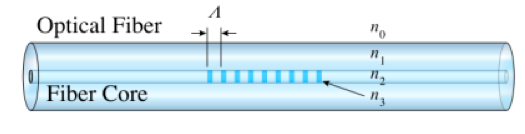 Λ
Optical Fiber
n₀
n₁
n₂
Fiber Core
n₃